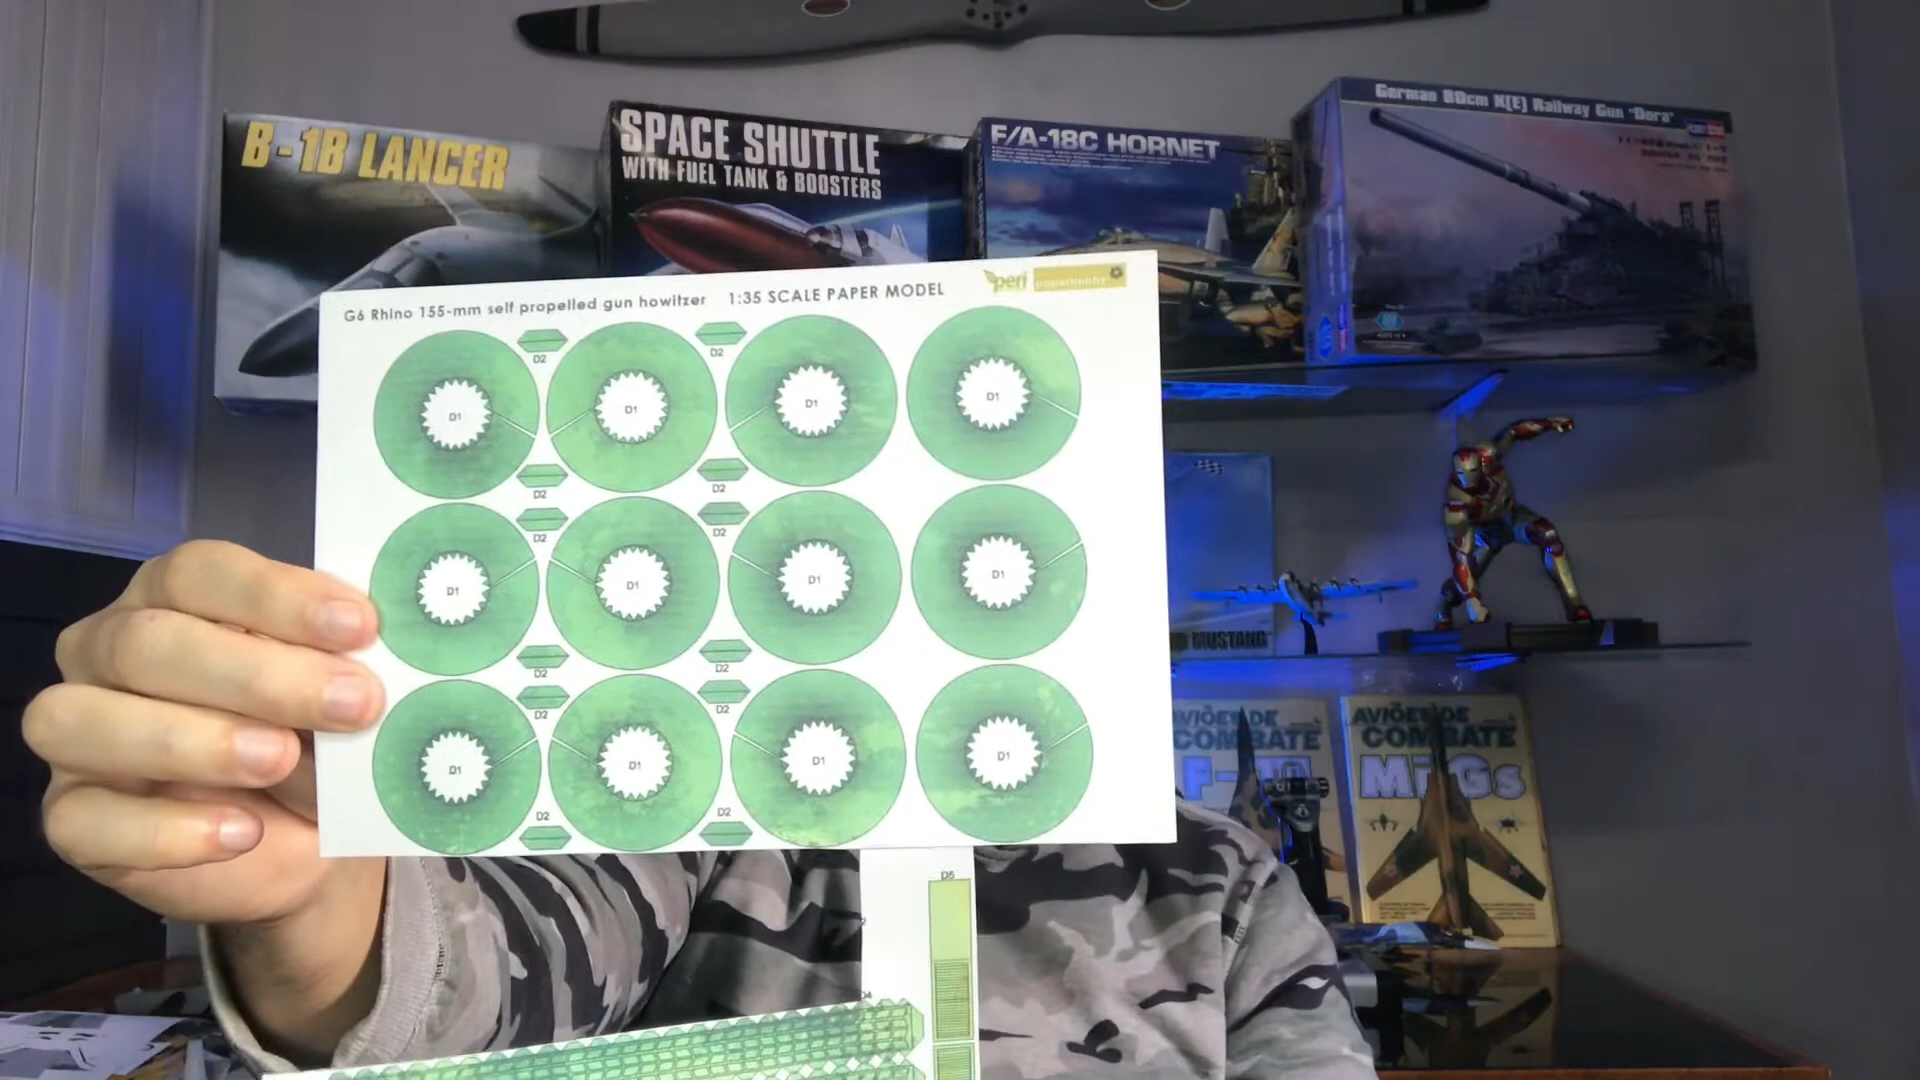 B-1B LANCER
SPACE SHUTTLE
WITH FUEL TANK & BOOSTERS
F/A-18C HORNET
German 80cm K(E) Railway Gun "Dora"
G6 Rhino 155-mm self propelled gun howitzer
1:35 SCALE PAPER MODEL
peri paperhobby
D2
D2
D1
D1
D1
D1
D2
D2
D2
D2
D1
D1
D1
D1
D2
D2
D2
D2
D1
D1
D1
D1
D2
D2
D5
MUSTANG
AVIÕES DE
COMBATE
AVIÕES DE
COMBATE
MiGs